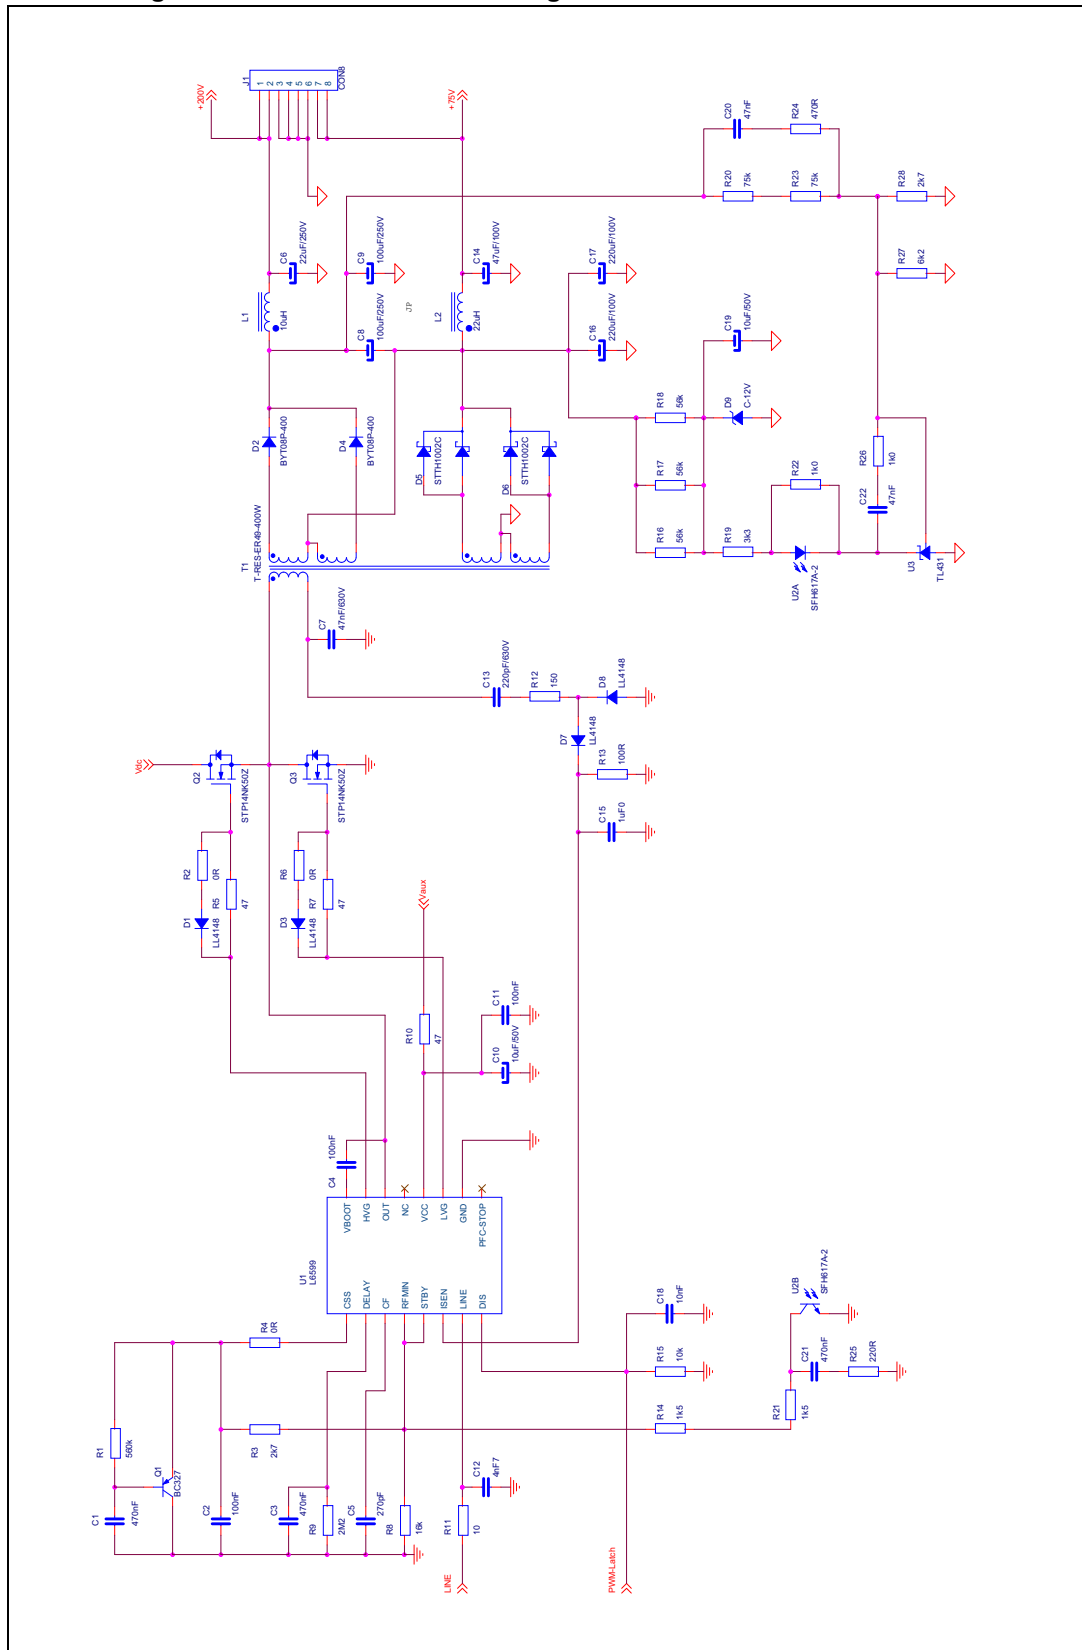 J1
1
2
3
4
5
6
7
8
CON8
+200V
+75V
C20
47nF
R24
470R
R20
75k
R23
75k
R28
2k7
R27
6k2
C6
22uF/250V
C9
100uF/250V
C14
47uF/100V
C17
220uF/100V
L1
10uH
C8
100uF/250V
JP
L2
22uH
C16
220uF/100V
C19
10uF/50V
R18
56k
D9
C-12V
D2
BYT08P-400
D4
BYT08P-400
D5
STTH1002C
D6
STTH1002C
R17
56k
R22
1k0
R26
1k0
C22
47nF
R16
56k
R19
3k3
U2A
SFH617A-2
U3
TL431
T1
T-RES-ER49-400W
C7
47nF/630V
C13
220pF/630V
R12
150
D8
LL4148
D7
LL4148
R13
100R
C15
1uF0
Vdc
Q2
STP14NK50Z
Q3
STP14NK50Z
R2
0R
R5
47
D1
LL4148
R6
0R
R7
47
D3
LL4148
Vaux
R10
47
C11
100nF
C10
10uF/50V
C4
100nF
U1
L6599
VBOOT
HVG
OUT
NC
VCC
LVG
GND
PFC-STOP
CSS
DELAY
CF
RFMIN
STBY
ISEN
LINE
DIS
R4
0R
C18
10nF
U2B
SFH617A-2
R15
10k
C21
470nF
R25
220R
R1
560k
R3
2k7
R14
1k5
R21
1k5
Q1
BC327
C1
470nF
C2
100nF
C3
470nF
R9
2M2
C5
270pF
R8
16k
R11
10
C12
4nF7
LINE
PWM-Latch